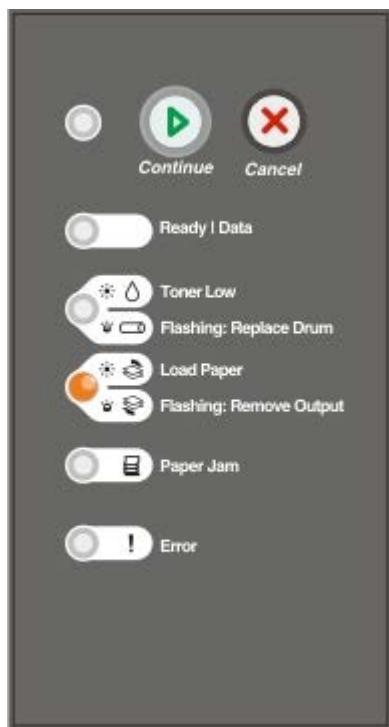 Continue Cancel
Ready | Data
Toner Low
Flashing: Replace Drum
Load Paper
Flashing: Remove Output
Paper Jam
! Error